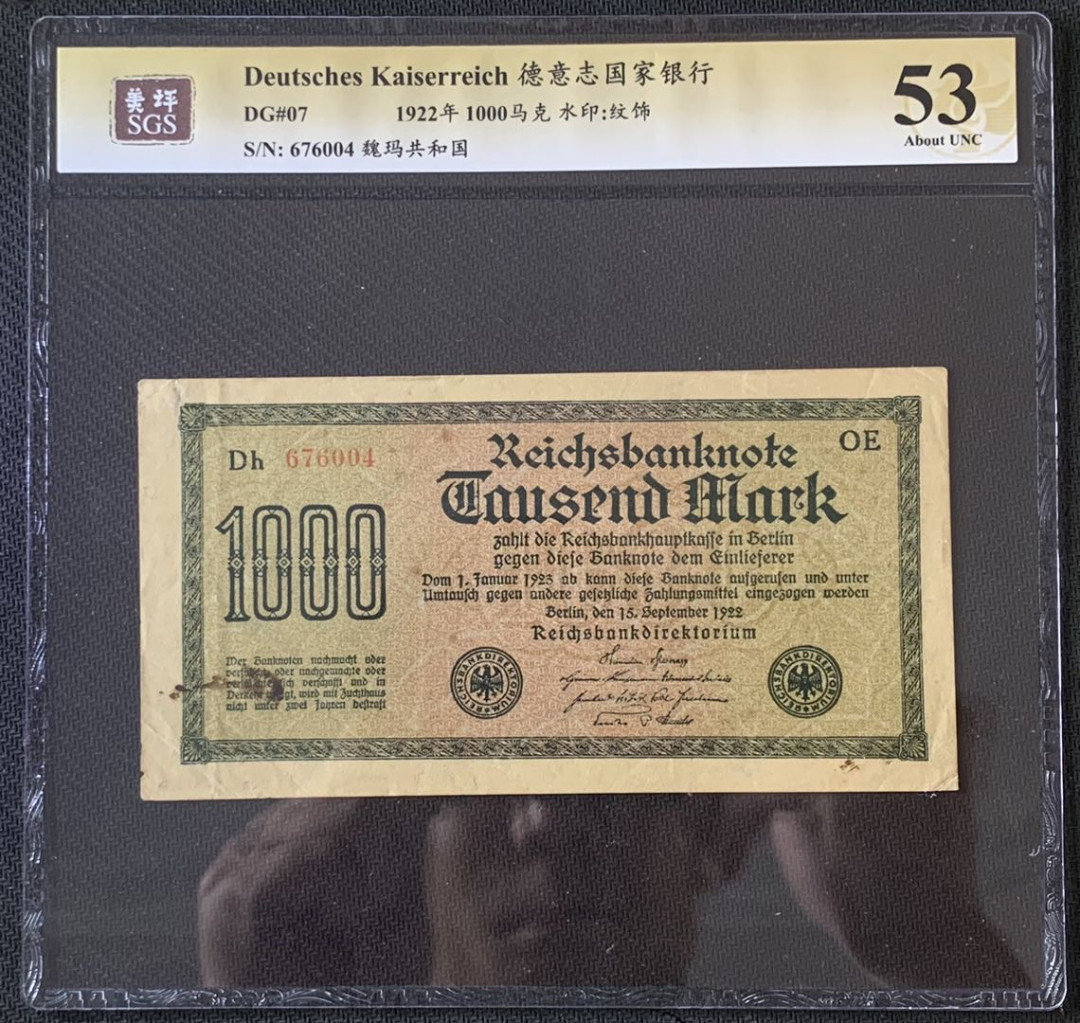 美评
SGS
Deutsches Kaiserreich 德意志国家银行
DG#07 1922年 1000马克 水印:纹饰
S/N: 676004 魏玛共和国
53
About UNC
Dh 676004
OE
1000
Reichsbanknote
Tausend Mark
zahlt die Reichsbankhauptkasse in Berlin
gegen diese Banknote dem Einlieferer
Vom 1. Januar 1923 ab kann diese Banknote aufgerufen und unter
Umtausch gegen andere gesetzliche Zahlungsmittel eingezogen werden
Berlin, den 15. September 1922
Reichsbankdirektorium
Wer Banknoten nachmacht oder
oder nachgemachte oder
verschafft und in
wird mit Zuchthaus
nicht unter zwei Jahren bestraft
REICHSBANKDIREKTORIUM
REICHSBANKDIREKTORIUM